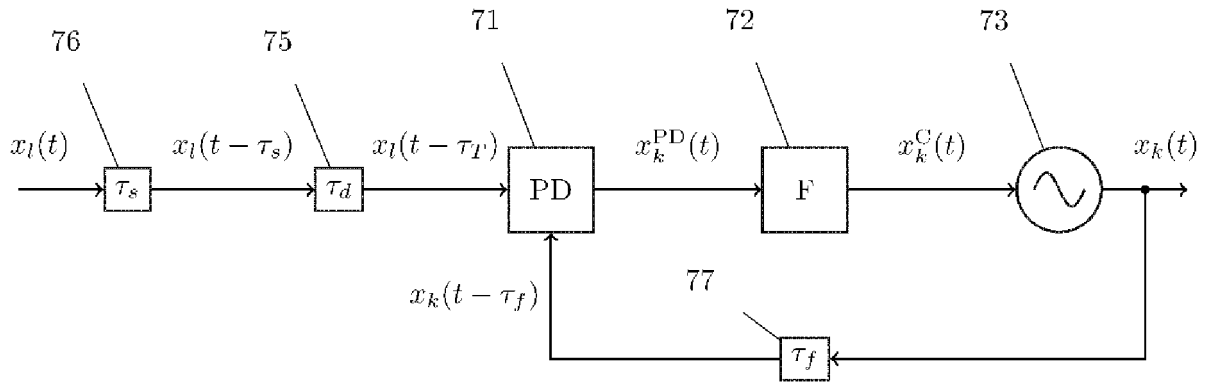 76
75
71
72
73
x_l(t)
x_l(t − τ_s)
x_l(t − τ_T)
x_k^PD(t)
x_k^C(t)
x_k(t)
τ_s
τ_d
PD
F
x_k(t − τ_f)
77
τ_f